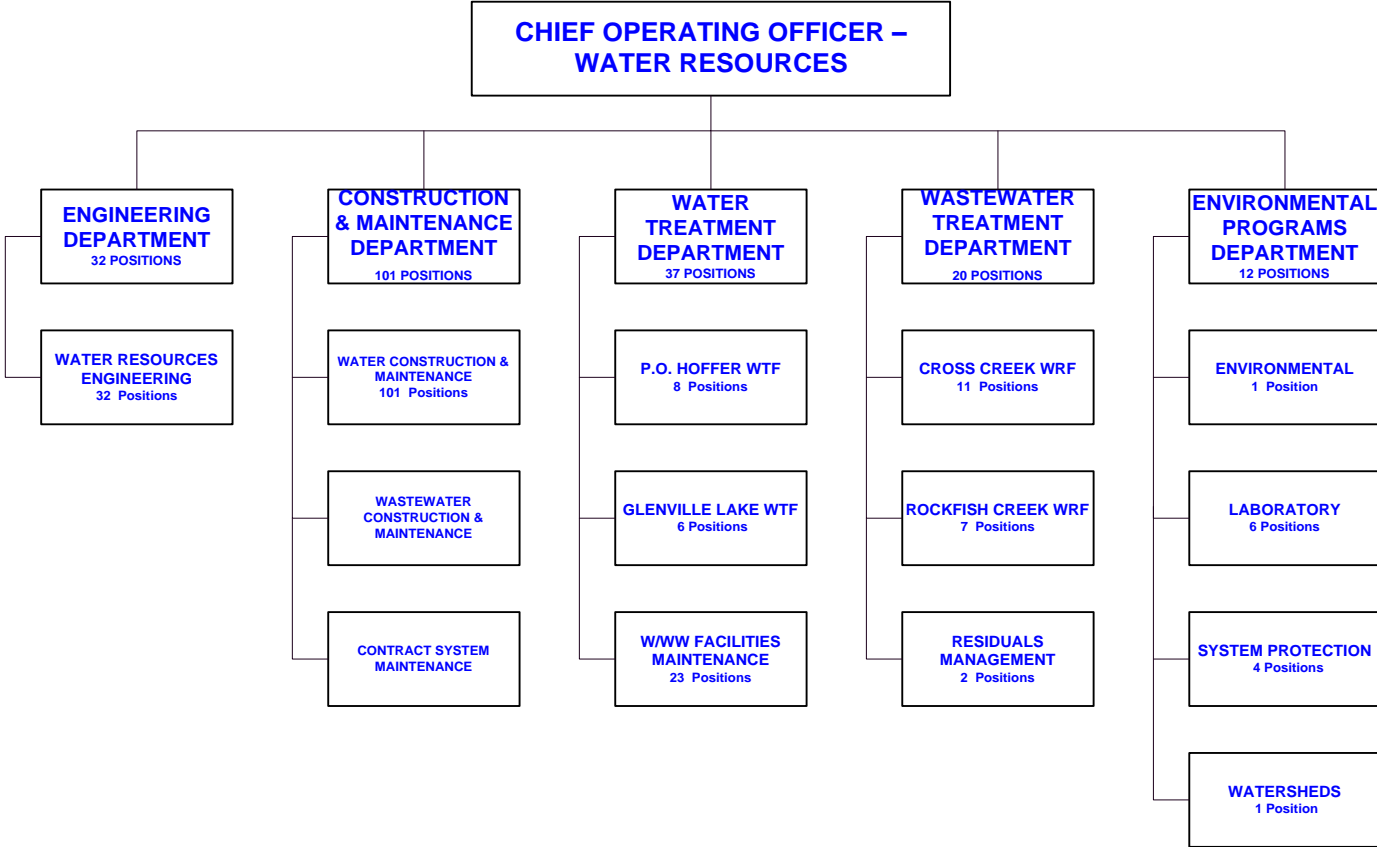 CHIEF OPERATING OFFICER –
WATER RESOURCES
ENGINEERING
DEPARTMENT
32 POSITIONS
CONSTRUCTION
& MAINTENANCE
DEPARTMENT
101 POSITIONS
WATER
TREATMENT
DEPARTMENT
37 POSITIONS
WASTEWATER
TREATMENT
DEPARTMENT
20 POSITIONS
ENVIRONMENTAL
PROGRAMS
DEPARTMENT
12 POSITIONS
WATER RESOURCES
ENGINEERING
32 Positions
WATER CONSTRUCTION &
MAINTENANCE
101 Positions
P.O. HOFFER WTF
8 Positions
CROSS CREEK WRF
11 Positions
ENVIRONMENTAL
1 Position
WASTEWATER
CONSTRUCTION &
MAINTENANCE
GLENVILLE LAKE WTF
6 Positions
ROCKFISH CREEK WRF
7 Positions
LABORATORY
6 Positions
CONTRACT SYSTEM
MAINTENANCE
W/WW FACILITIES
MAINTENANCE
23 Positions
RESIDUALS
MANAGEMENT
2 Positions
SYSTEM PROTECTION
4 Positions
WATERSHEDS
1 Position